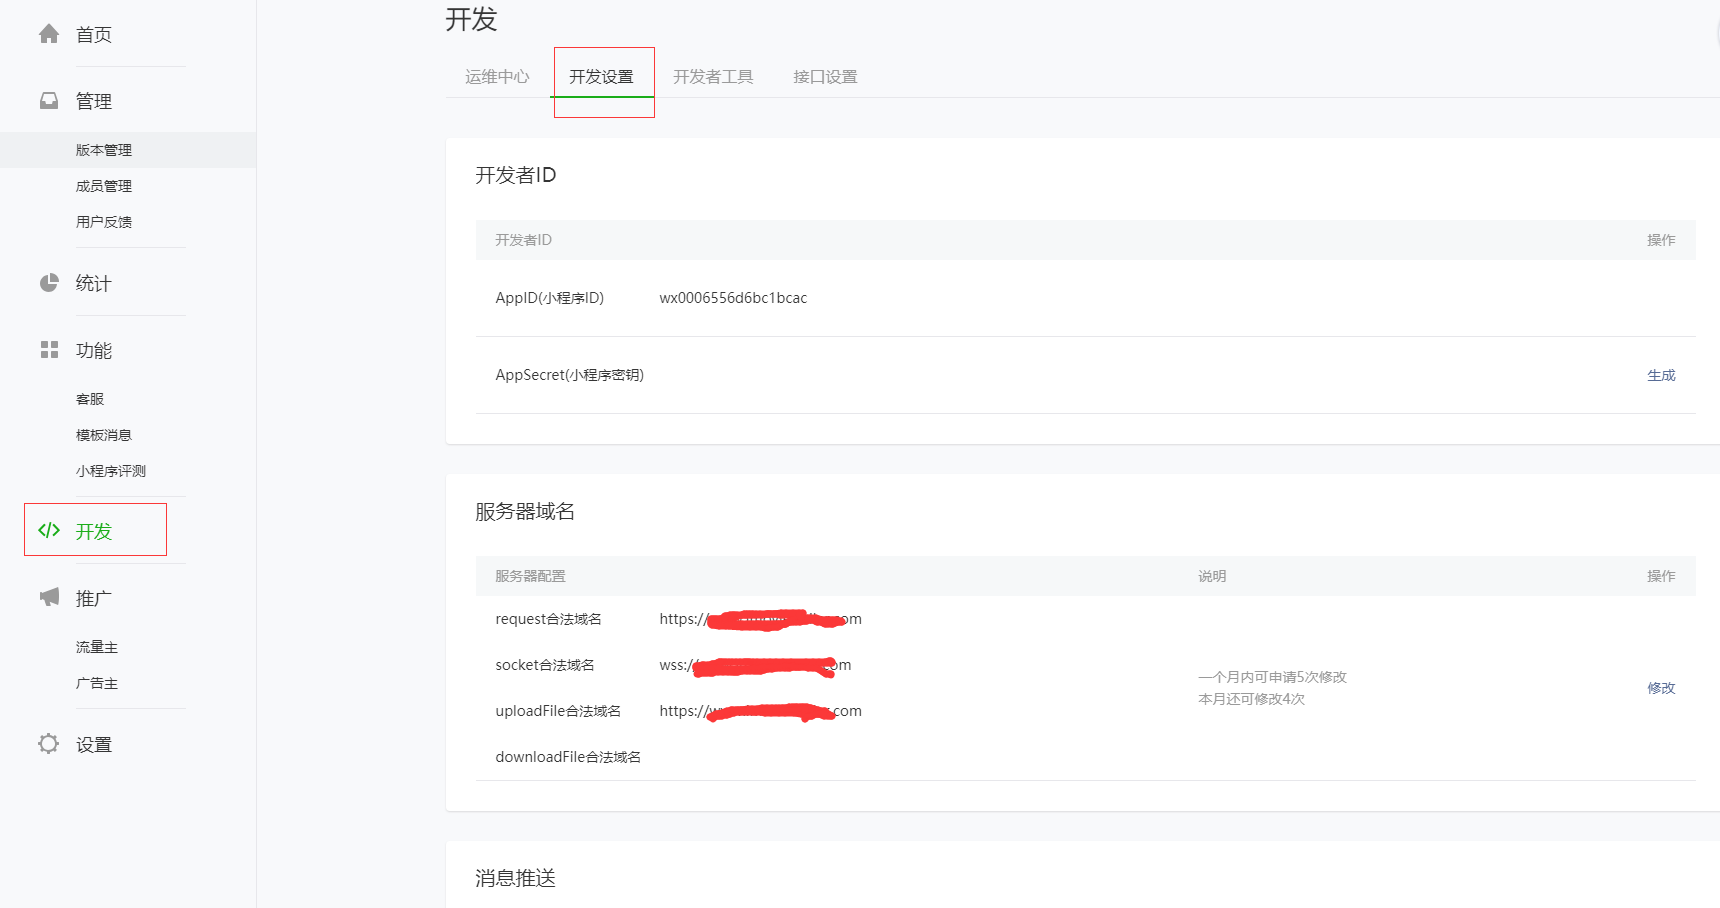 首页
管理
版本管理
成员管理
用户反馈
统计
功能
客服
模板消息
小程序评测
开发
推广
流量主
广告主
设置
开发
运维中心 开发设置 开发者工具 接口设置
开发者ID
开发者ID 操作
AppID(小程序ID) wx0006556d6bc1bcac
AppSecret(小程序密钥) 生成
服务器域名
服务器配置 说明 操作
request合法域名 https:// om
socket合法域名 wss:/ om
uploadFile合法域名 https:// .com
downloadFile合法域名
一个月内可申请5次修改
本月还可修改4次
修改
消息推送